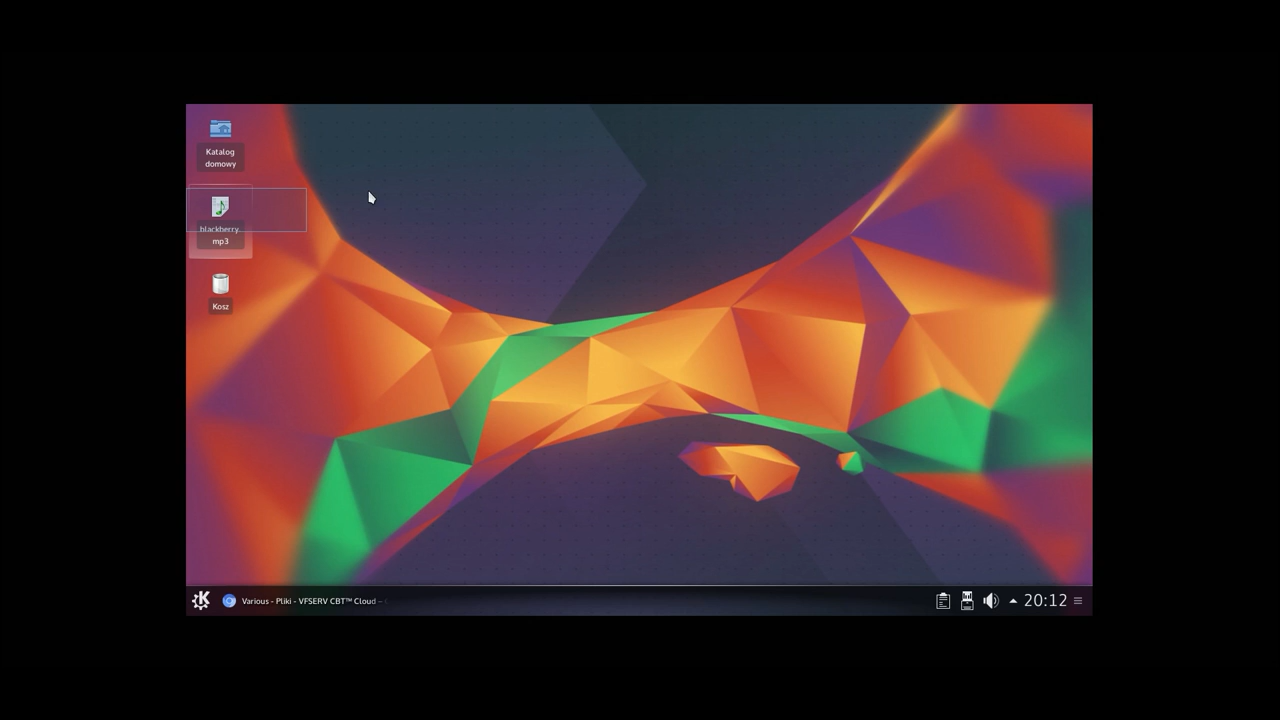 Katalog
domowy
blackberry.
mp3
Kosz
Various - Pliki - VFSERV CBT™ Cloud –
20:12